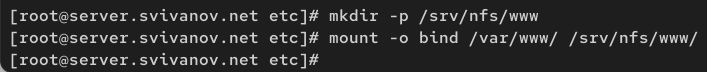 [root@server.svivanov.net etc]# mkdir -p /srv/nfs/www
[root@server.svivanov.net etc]# mount -o bind /var/www/ /srv/nfs/www/
[root@server.svivanov.net etc]#